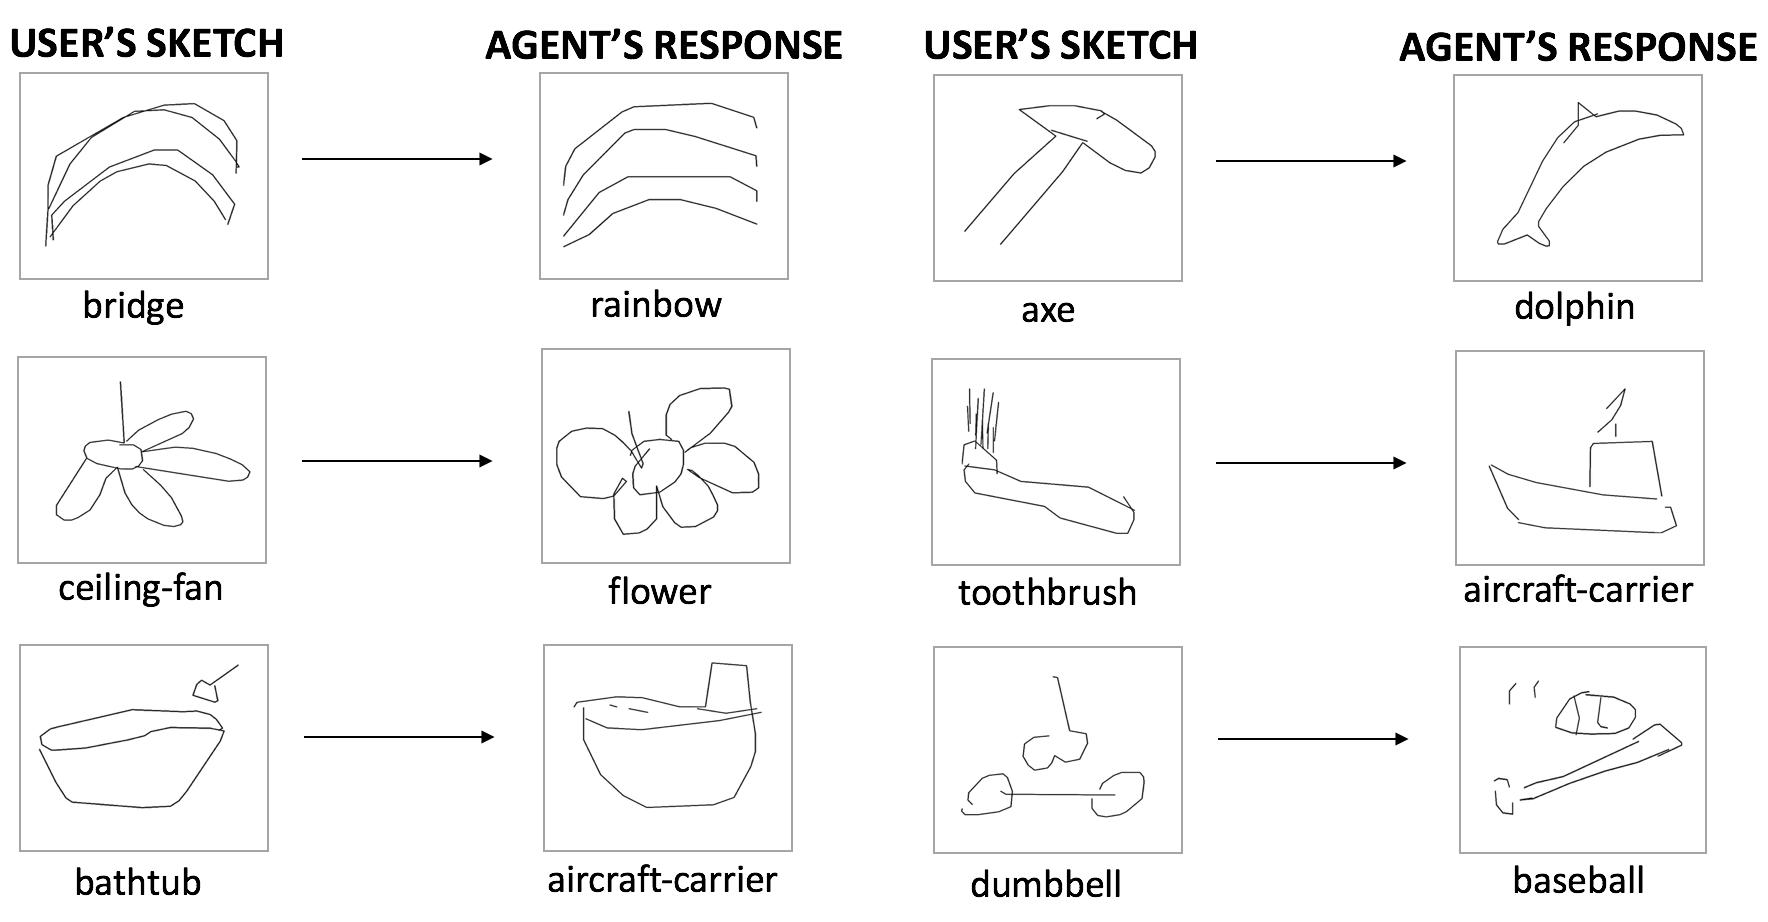 USER'S SKETCH
AGENT'S RESPONSE
USER'S SKETCH
AGENT'S RESPONSE
bridge
rainbow
axe
dolphin
ceiling-fan
flower
toothbrush
aircraft-carrier
bathtub
aircraft-carrier
dumbbell
baseball